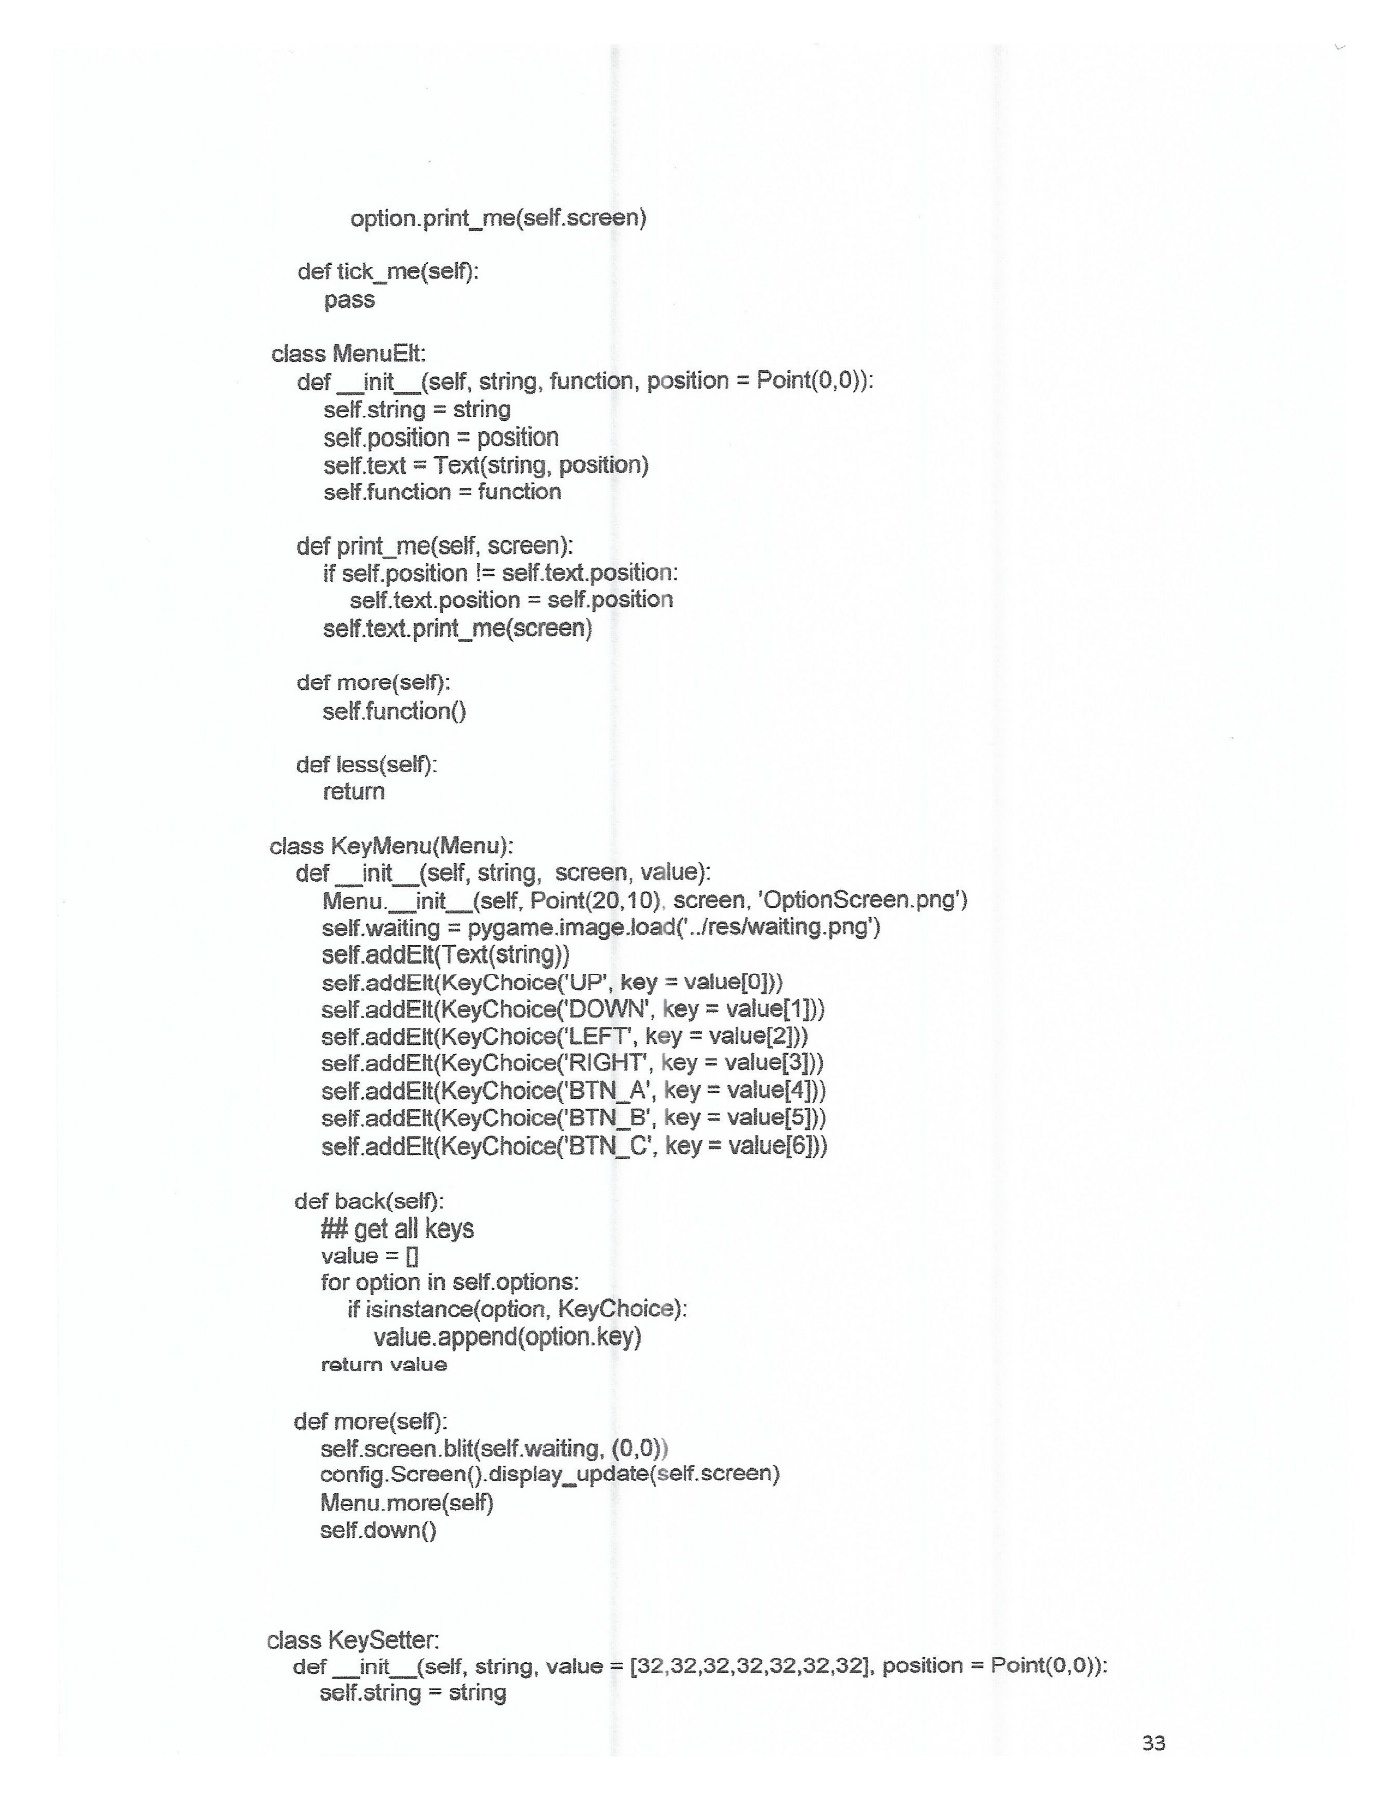 option.print_me(self.screen)
def tick_me(self):
pass
class MenuElt:
def __init__(self, string, function, position = Point(0,0)):
self.string = string
self.position = position
self.text = Text(string, position)
self.function = function
def print_me(self, screen):
if self.position != self.text.position:
self.text.position = self.position
self.text.print_me(screen)
def more(self):
self.function()
def less(self):
return
class KeyMenu(Menu):
def __init__(self, string, screen, value):
Menu.__init__(self, Point(20,10), screen, 'OptionScreen.png')
self.waiting = pygame.image.load('../res/waiting.png')
self.addElt(Text(string))
self.addElt(KeyChoice('UP', key = value[0]))
self.addElt(KeyChoice('DOWN', key = value[1]))
self.addElt(KeyChoice('LEFT', key = value[2]))
self.addElt(KeyChoice('RIGHT', key = value[3]))
self.addElt(KeyChoice('BTN_A', key = value[4]))
self.addElt(KeyChoice('BTN_B', key = value[5]))
self.addElt(KeyChoice('BTN_C', key = value[6]))
def back(self):
## get all keys
value = []
for option in self.options:
if isinstance(option, KeyChoice):
value.append(option.key)
return value
def more(self):
self.screen.blit(self.waiting, (0,0))
config.Screen().display_update(self.screen)
Menu.more(self)
self.down()
class KeySetter:
def __init__(self, string, value = [32,32,32,32,32,32,32], position = Point(0,0)):
self.string = string
33